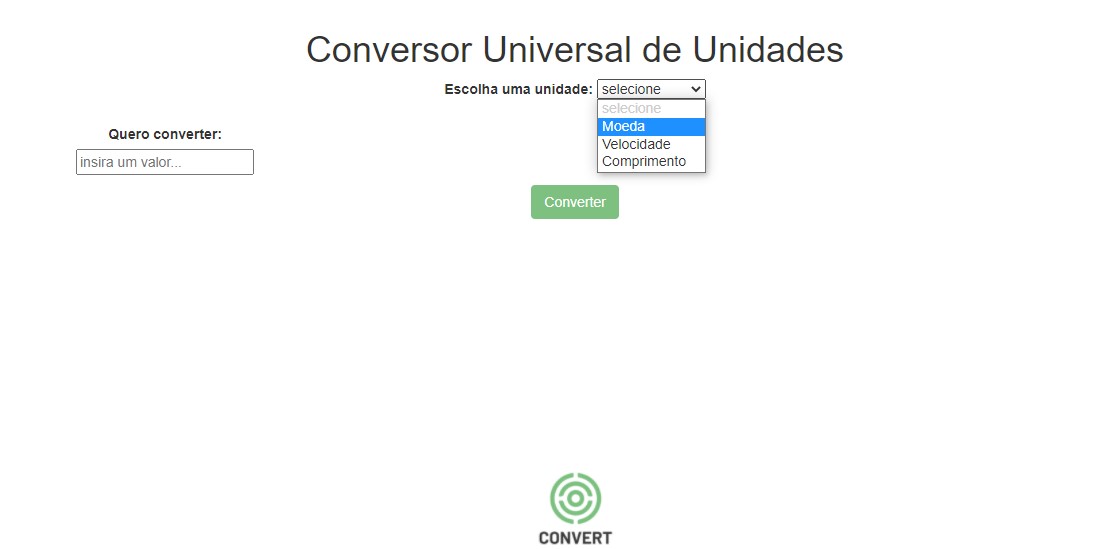 Conversor Universal de Unidades
Escolha uma unidade: selecione
selecione
Moeda
Velocidade
Comprimento
Quero converter:
insira um valor...
Converter
CONVERT